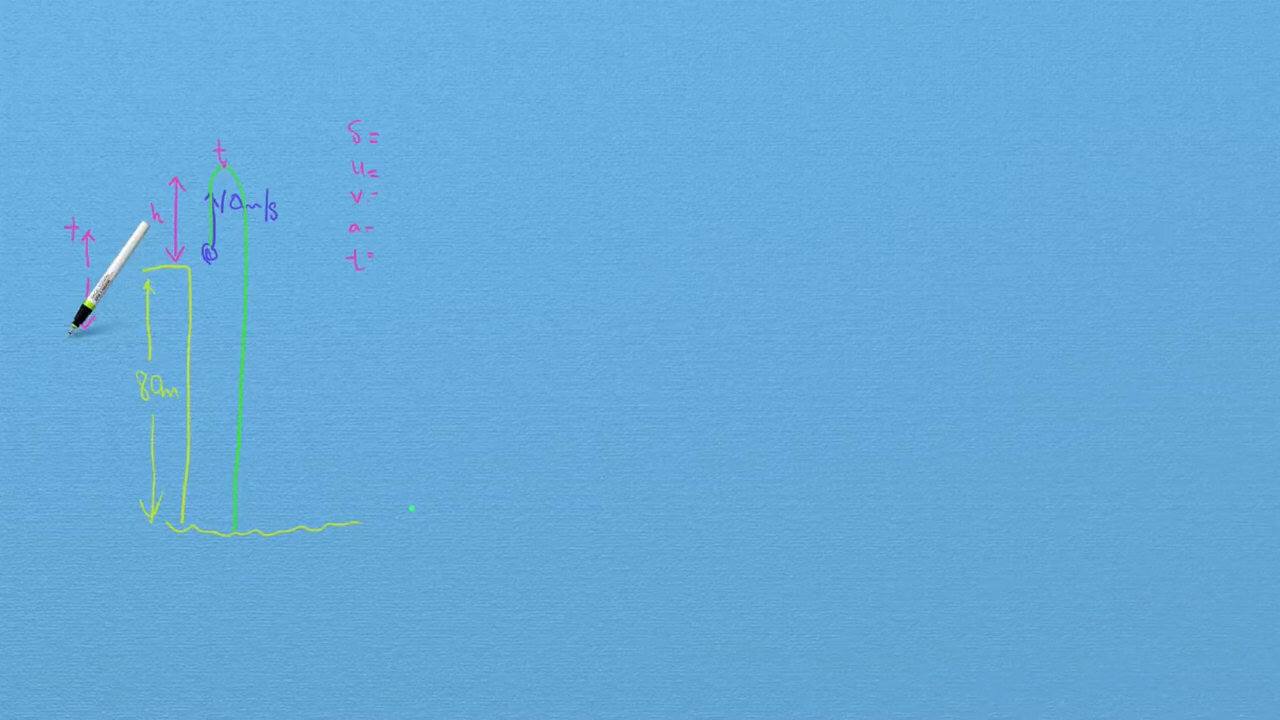 t
S =
u =
v =
a =
t =
h
10m/s
+
80m